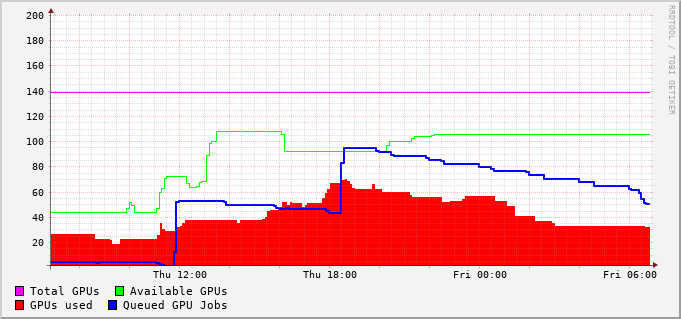 RRDTOOL / TOBI OETIKER
200
180
160
140
120
100
80
60
40
20
Thu 12:00 Thu 18:00 Fri 00:00 Fri 06:00
Total GPUs Available GPUs
GPUs used Queued GPU Jobs